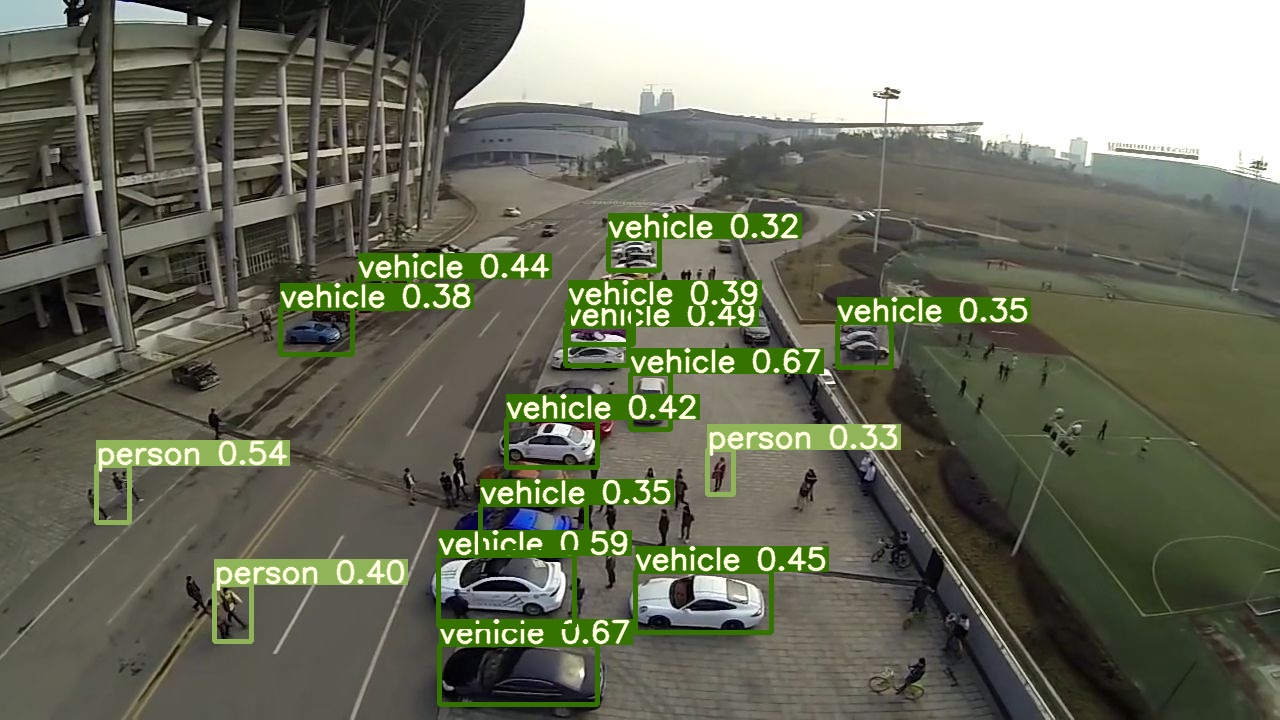 vehicle 0.32
vehicle 0.44
vehicle 0.38
vehicle 0.39
vehicle 0.49
vehicle 0.35
vehicle 0.67
vehicle 0.42
person 0.33
person 0.54
vehicle 0.35
vehicle 0.59
vehicle 0.45
person 0.40
vehicle 0.67